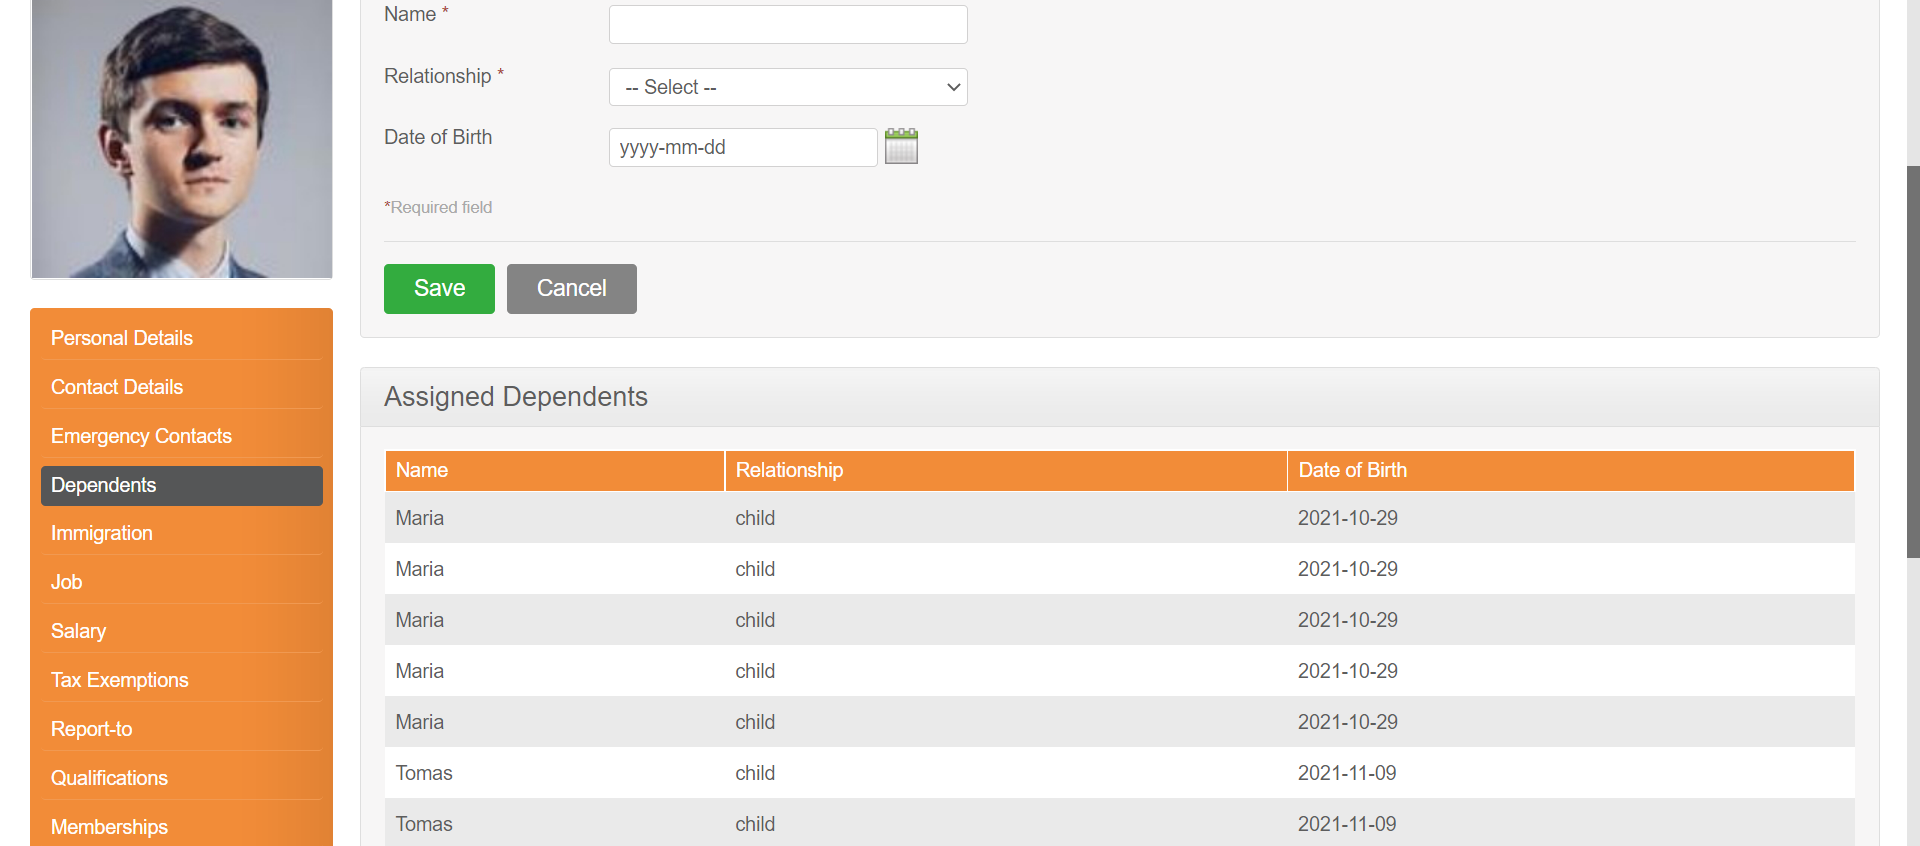 Name *
Relationship *
-- Select --
Date of Birth
yyyy-mm-dd
*Required field
Save Cancel
Personal Details
Contact Details
Emergency Contacts
Dependents
Immigration
Job
Salary
Tax Exemptions
Report-to
Qualifications
Memberships
Assigned Dependents
Name Relationship Date of Birth
Maria child 2021-10-29
Maria child 2021-10-29
Maria child 2021-10-29
Maria child 2021-10-29
Maria child 2021-10-29
Tomas child 2021-11-09
Tomas child 2021-11-09